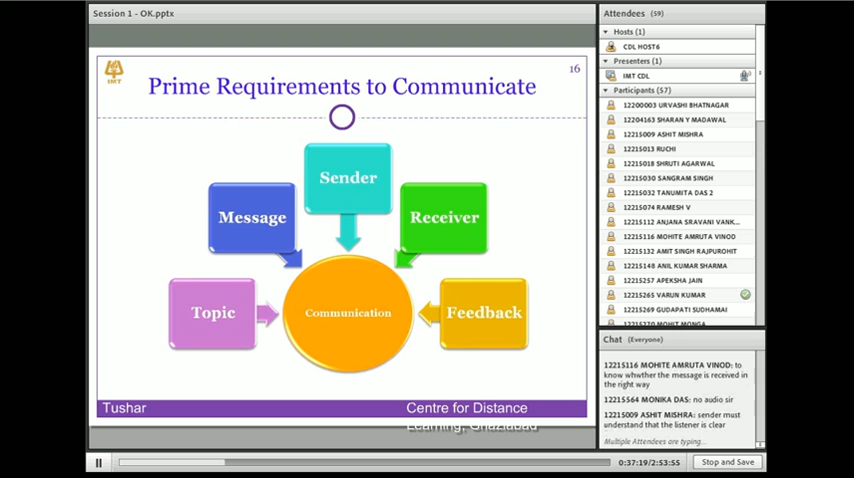 Session 1 - OK.pptx
IMT
16
Prime Requirements to Communicate
Sender
Message
Receiver
Topic
Communication
Feedback
Tushar
Centre for Distance
Learning, Ghaziabad
Attendees (59)
Hosts (1)
CDL HOST6
Presenters (1)
IMT CDL
Participants (57)
12200003 URVASHI BHATNAGAR
12204163 SHARAN Y MADAWAL
12215009 ASHIT MISHRA
12215013 RUCHI
12215018 SHRUTI AGARWAL
12215030 SANGRAM SINGH
12215032 TANUMITA DAS 2
12215074 RAMESH V
12215112 ANJANA SRAVANI VANK...
12215116 MOHITE AMRUTA VINOD
12215132 AMIT SINGH RAJPUROHIT
12215148 ANIL KUMAR SHARMA
12215257 APEKSHA JAIN
12215265 VARUN KUMAR
12215269 GUDAPATI SUDHAMAI
12215270 MOHIT MONGA
Chat (Everyone)
12215116 MOHITE AMRUTA VINOD: to
know whwther the message is received in
the right way
12215564 MONIKA DAS: no audio sir
12215009 ASHIT MISHRA: sender must
understand that the listener is clear
Multiple Attendees are typing...
0:37:19/2:53:55
Stop and Save